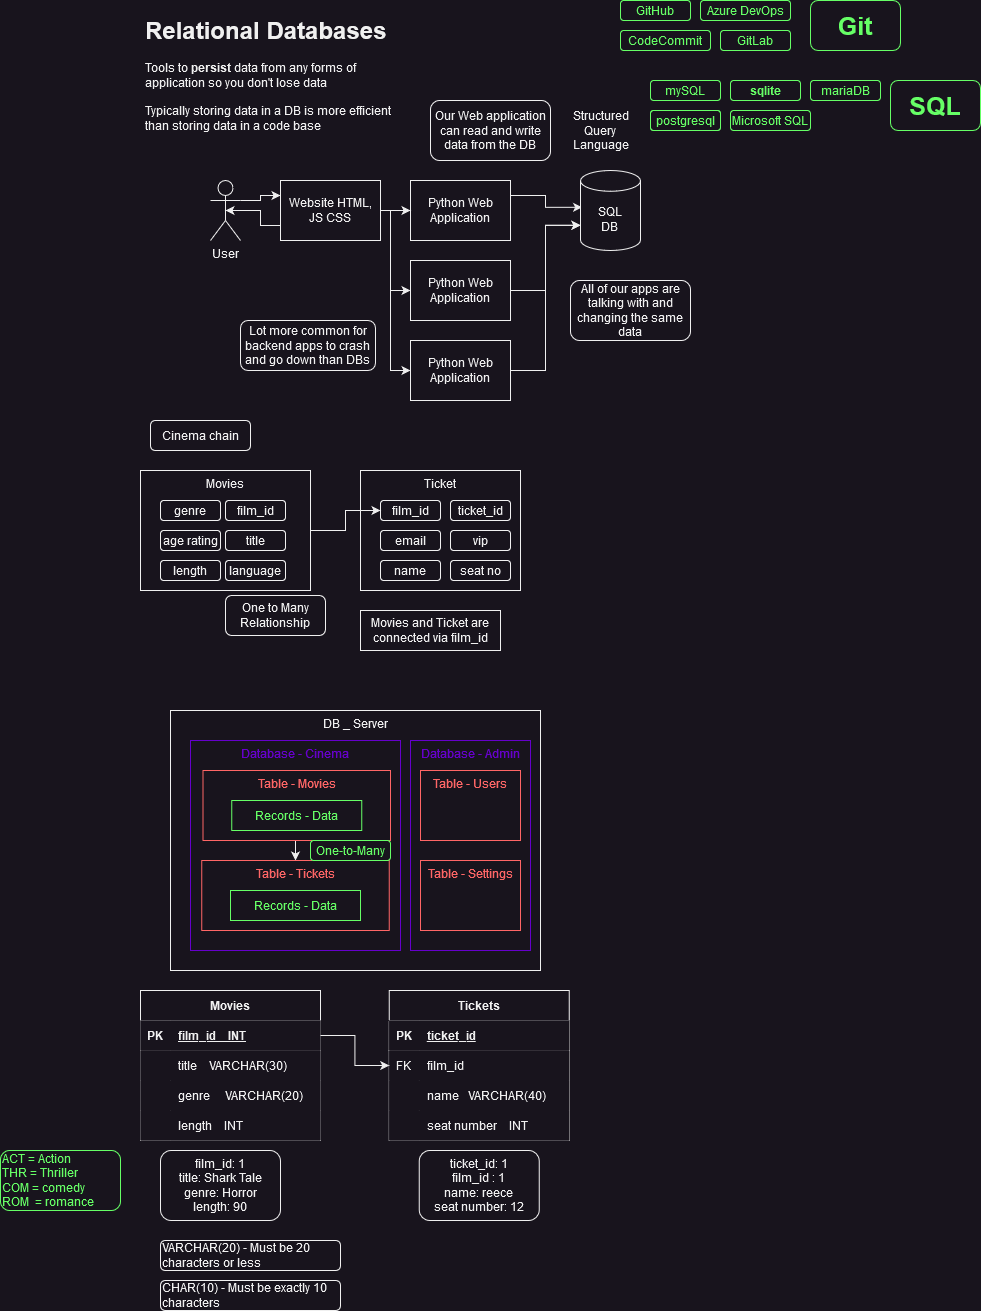 Relational Databases
Tools to persist data from any forms of
application so you don't lose data
Typically storing data in a DB is more efficient
than storing data in a code base
GitHub
Azure DevOps
CodeCommit
GitLab
Git
mySQL
sqlite
mariaDB
postgresql
Microsoft SQL
SQL
Our Web application
can read and write
data from the DB
Structured
Query
Language
User
Website HTML,
JS CSS
Python Web
Application
SQL
DB
Python Web
Application
All of our apps are
talking with and
changing the same
data
Lot more common for
backend apps to crash
and go down than DBs
Python Web
Application
Cinema chain
Movies
genre
film_id
age rating
title
length
language
Ticket
film_id
ticket_id
email
vip
name
seat no
One to Many
Relationship
Movies and Ticket are
connected via film_id
DB _ Server
Database - Cinema
Table - Movies
Records - Data
One-to-Many
Table - Tickets
Records - Data
Database - Admin
Table - Users
Table - Settings
Movies
PK film_id INT
title VARCHAR(30)
genre VARCHAR(20)
length INT
Tickets
PK ticket_id
FK film_id
name VARCHAR(40)
seat number INT
ACT = Action
THR = Thriller
COM = comedy
ROM = romance
film_id: 1
title: Shark Tale
genre: Horror
length: 90
ticket_id: 1
film_id : 1
name: reece
seat number: 12
VARCHAR(20) - Must be 20
characters or less
CHAR(10) - Must be exactly 10
characters